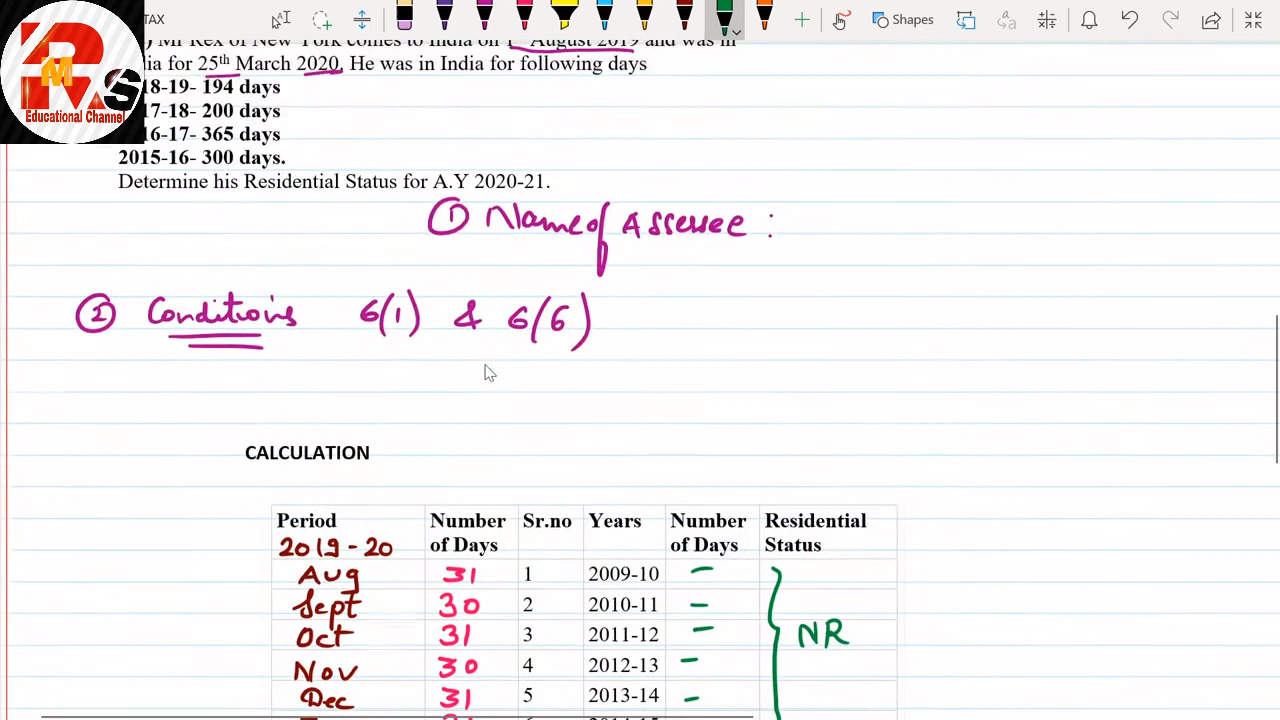 TAX
Shapes
RMS
Educational Channel
Mr Rex of New York comes to India on 1 August 2019 and was in
dia for 25th March 2020. He was in India for following days
18-19- 194 days
17-18- 200 days
16-17- 365 days
2015-16- 300 days.
Determine his Residential Status for A.Y 2020-21.
① Name of Assessee :
② Conditions 6(1) & 6(6)
CALCULATION
Period 2019-20 Number of Days Sr.no Years Number of Days Residential Status
Aug 31 1 2009-10 –
Sept 30 2 2010-11 –
Oct 31 3 2011-12 – NR
Nov 30 4 2012-13 –
Dec 31 5 2013-14 –